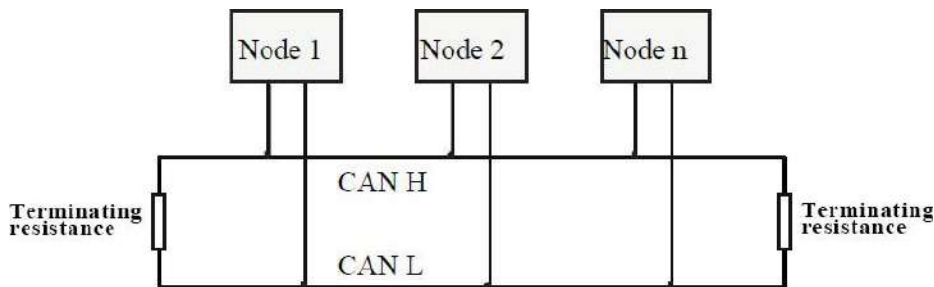 Node 1
Node 2
Node n
CAN H
Terminating
resistance
Terminating
resistance
CAN L